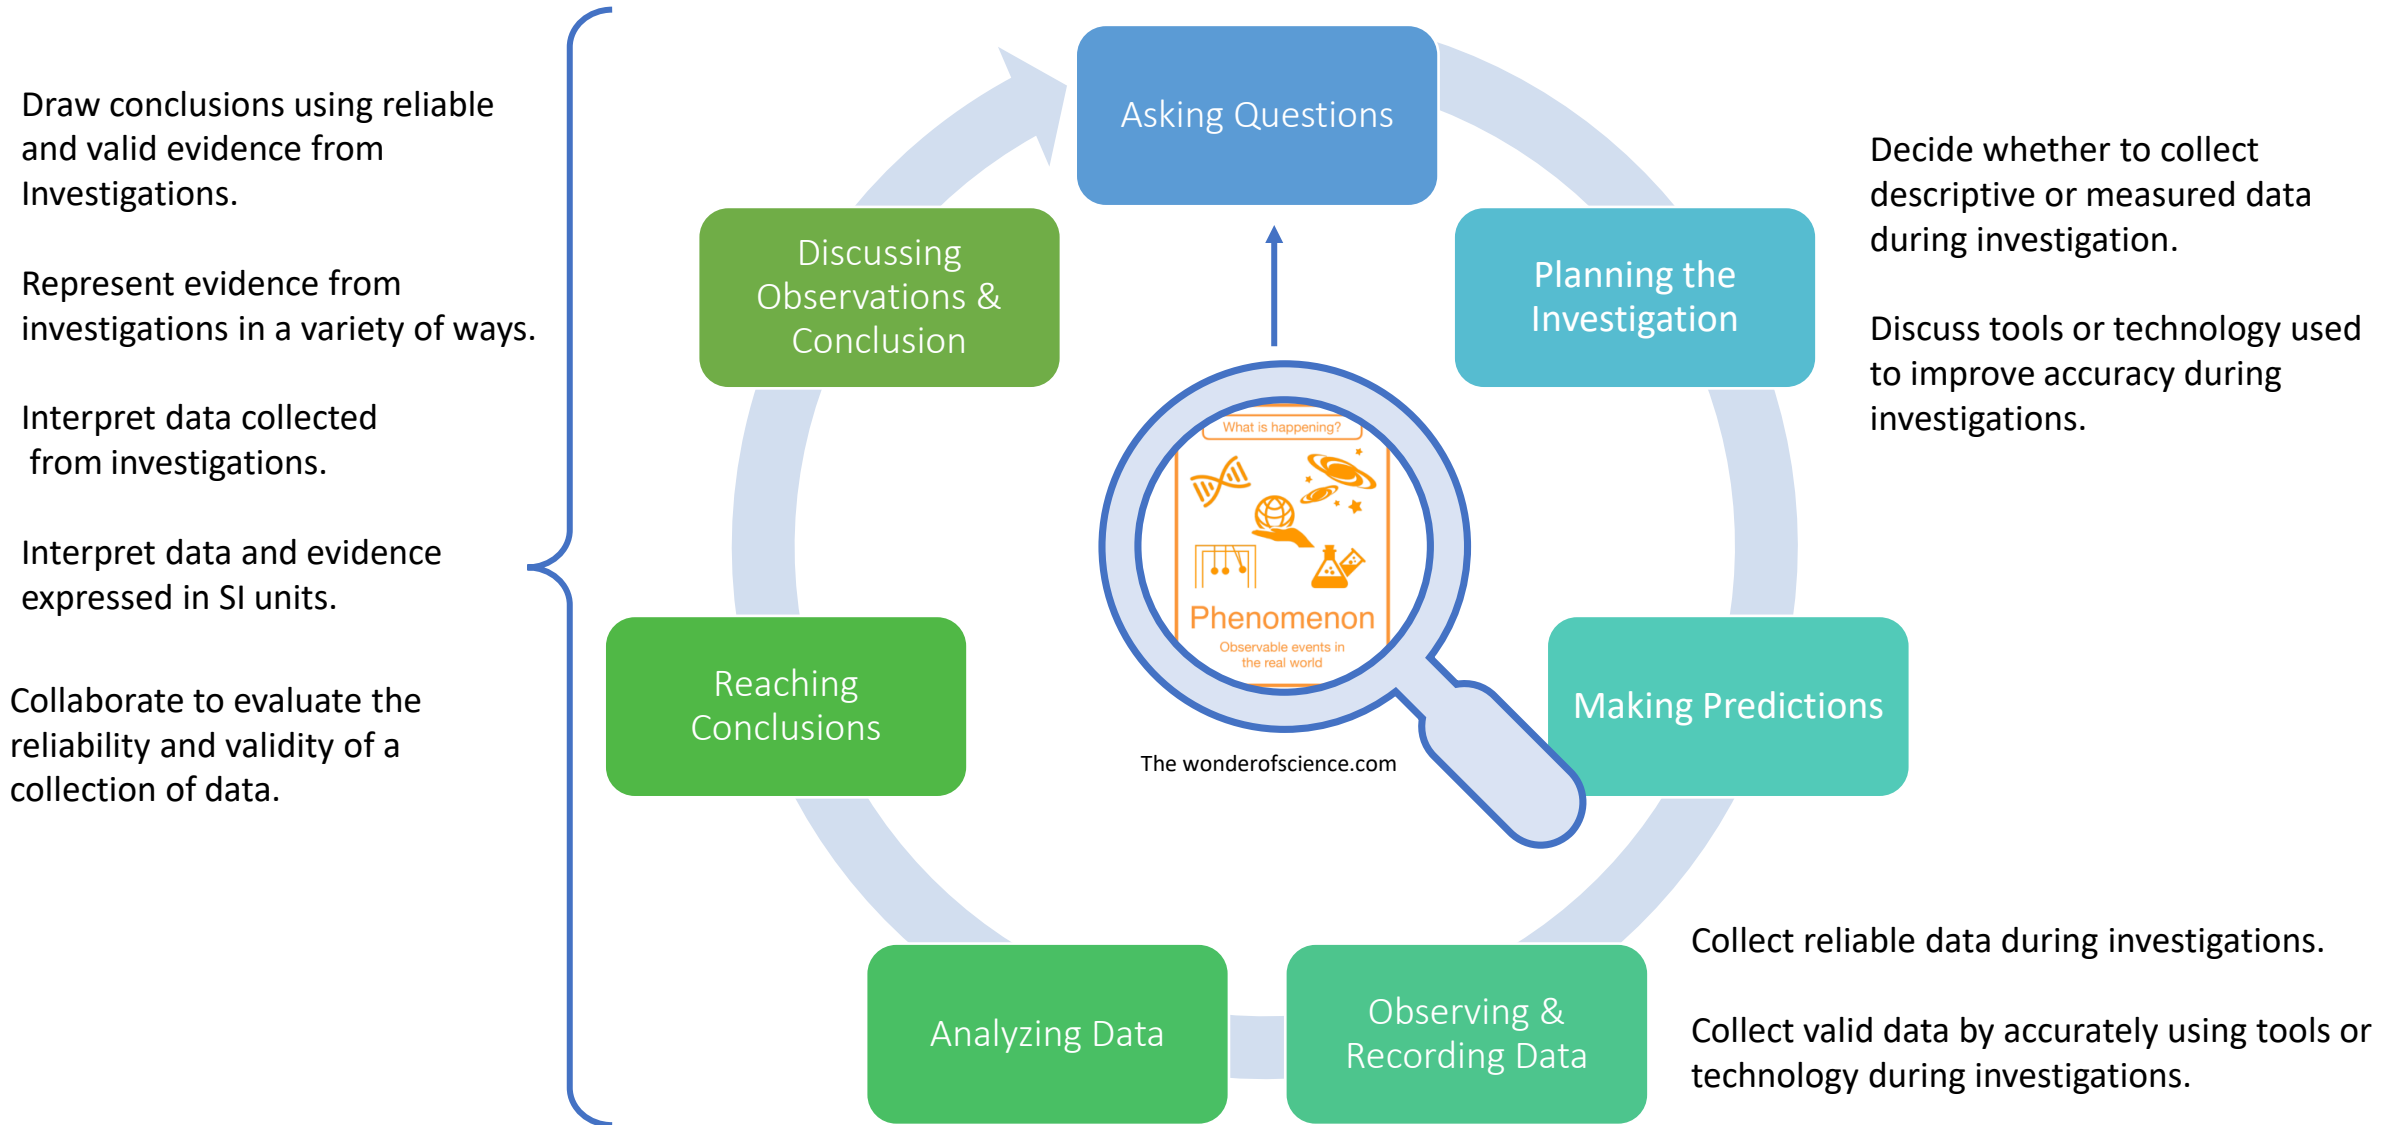 Draw conclusions using reliable
and valid evidence from
Investigations.
Represent evidence from
investigations in a variety of ways.
Interpret data collected
from investigations.
Interpret data and evidence
expressed in SI units.
Collaborate to evaluate the
reliability and validity of a
collection of data.
Asking Questions
Planning the
Investigation
Making Predictions
Observing &
Recording Data
Analyzing Data
Reaching
Conclusions
Discussing
Observations &
Conclusion
What is happening?
Phenomenon
Observable events in
the real world
The wonderofscience.com
Decide whether to collect
descriptive or measured data
during investigation.
Discuss tools or technology used
to improve accuracy during
investigations.
Collect reliable data during investigations.
Collect valid data by accurately using tools or
technology during investigations.